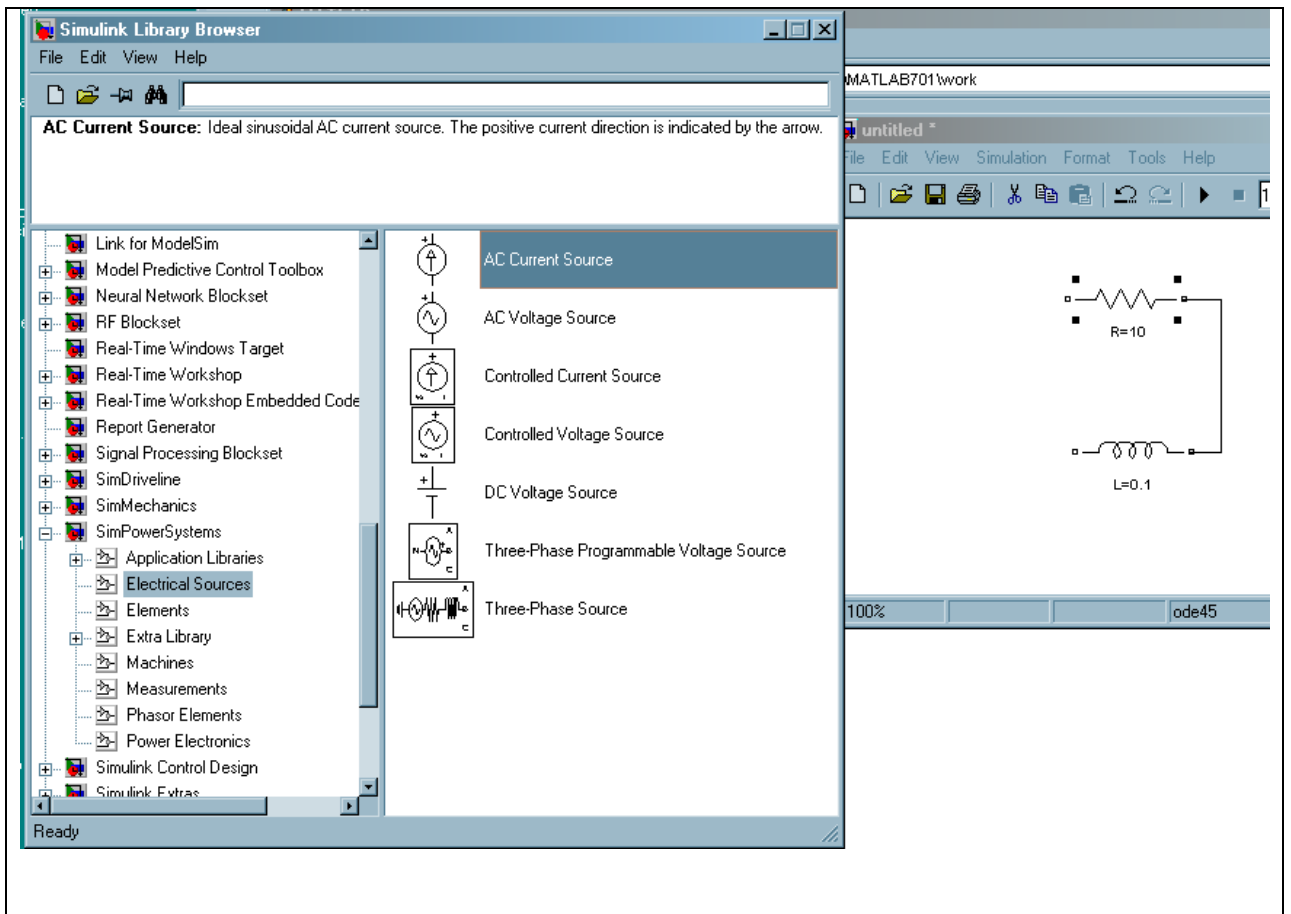 Simulink Library Browser
File Edit View Help
AC Current Source: Ideal sinusoidal AC current source. The positive current direction is indicated by the arrow.
Link for ModelSim
Model Predictive Control Toolbox
Neural Network Blockset
RF Blockset
Real-Time Windows Target
Real-Time Workshop
Real-Time Workshop Embedded Code
Report Generator
Signal Processing Blockset
SimDriveline
SimMechanics
SimPowerSystems
Application Libraries
Electrical Sources
Elements
Extra Library
Machines
Measurements
Phasor Elements
Power Electronics
Simulink Control Design
Simulink Extras
AC Current Source
AC Voltage Source
Controlled Current Source
Controlled Voltage Source
DC Voltage Source
Three-Phase Programmable Voltage Source
Three-Phase Source
Ready
MATLAB701\work
untitled *
File Edit View Simulation Format Tools Help
R=10
L=0.1
100%
ode45